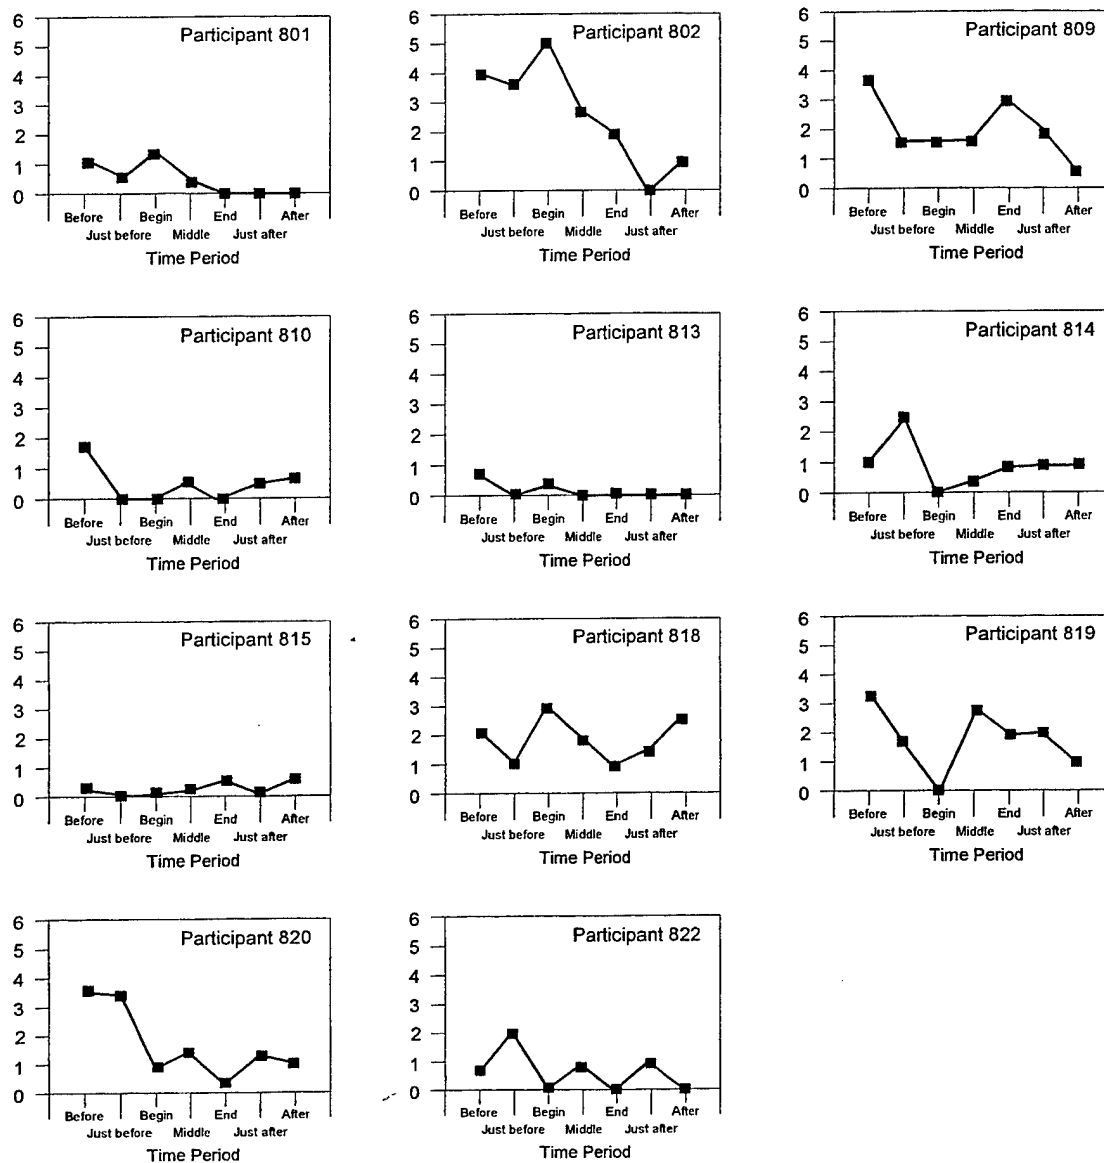 Participant 801
6
5
4
3
2
1
0
Before Begin End After
Just before Middle Just after
Time Period
Participant 802
6
5
4
3
2
1
0
Before Begin End After
Just before Middle Just after
Time Period
Participant 809
6
5
4
3
2
1
0
Before Begin End After
Just before Middle Just after
Time Period
Participant 810
6
5
4
3
2
1
0
Before Begin End After
Just before Middle Just after
Time Period
Participant 813
6
5
4
3
2
1
0
Before Begin End After
Just before Middle Just after
Time Period
Participant 814
6
5
4
3
2
1
0
Before Begin End After
Just before Middle Just after
Time Period
Participant 815
6
5
4
3
2
1
0
Before Begin End After
Just before Middle Just after
Time Period
Participant 818
6
5
4
3
2
1
0
Before Begin End After
Just before Middle Just after
Time Period
Participant 819
6
5
4
3
2
1
0
Before Begin End After
Just before Middle Just after
Time Period
Participant 820
6
5
4
3
2
1
0
Before Begin End After
Just before Middle Just after
Time Period
Participant 822
6
5
4
3
2
1
0
Before Begin End After
Just before Middle Just after
Time Period